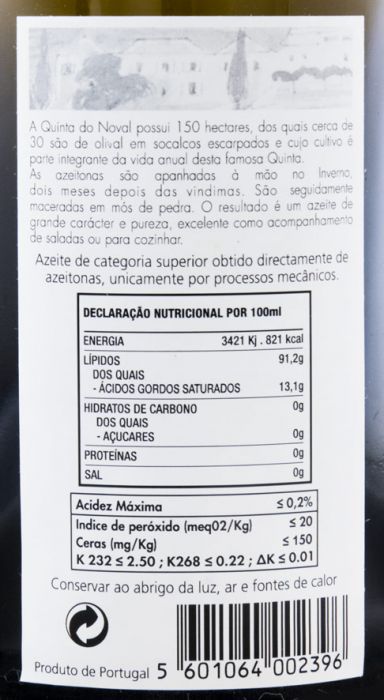 A Quinta do Noval possui 150 hectares, dos quais cerca de
30 são de olival em socalcos escarpados e cujo cultivo é
parte integrante da vida anual desta famosa Quinta.
As azeitonas são apanhadas à mão no Inverno,
dois meses depois das vindimas. São seguidamente
maceradas em mós de pedra. O resultado é um azeite de
grande carácter e pureza, excelente como acompanhamento
de saladas ou para cozinhar.
Azeite de categoria superior obtido directamente de
azeitonas, unicamente por processos mecânicos.
DECLARAÇÃO NUTRICIONAL POR 100ml
ENERGIA 3421 Kj . 821 kcal
LÍPIDOS 91,2g
DOS QUAIS
- ÁCIDOS GORDOS SATURADOS 13,1g
HIDRATOS DE CARBONO 0g
DOS QUAIS
- AÇUCARES 0g
PROTEÍNAS 0g
SAL 0g
Acidez Máxima ≤ 0,2%
Indice de peróxido (meq02/Kg) ≤ 20
Ceras (mg/Kg) ≤ 150
K 232 ≤ 2.50 ; K268 ≤ 0.22 ; ΔK ≤ 0.01
Conservar ao abrigo da luz, ar e fontes de calor
Produto de Portugal 5 601064 002396